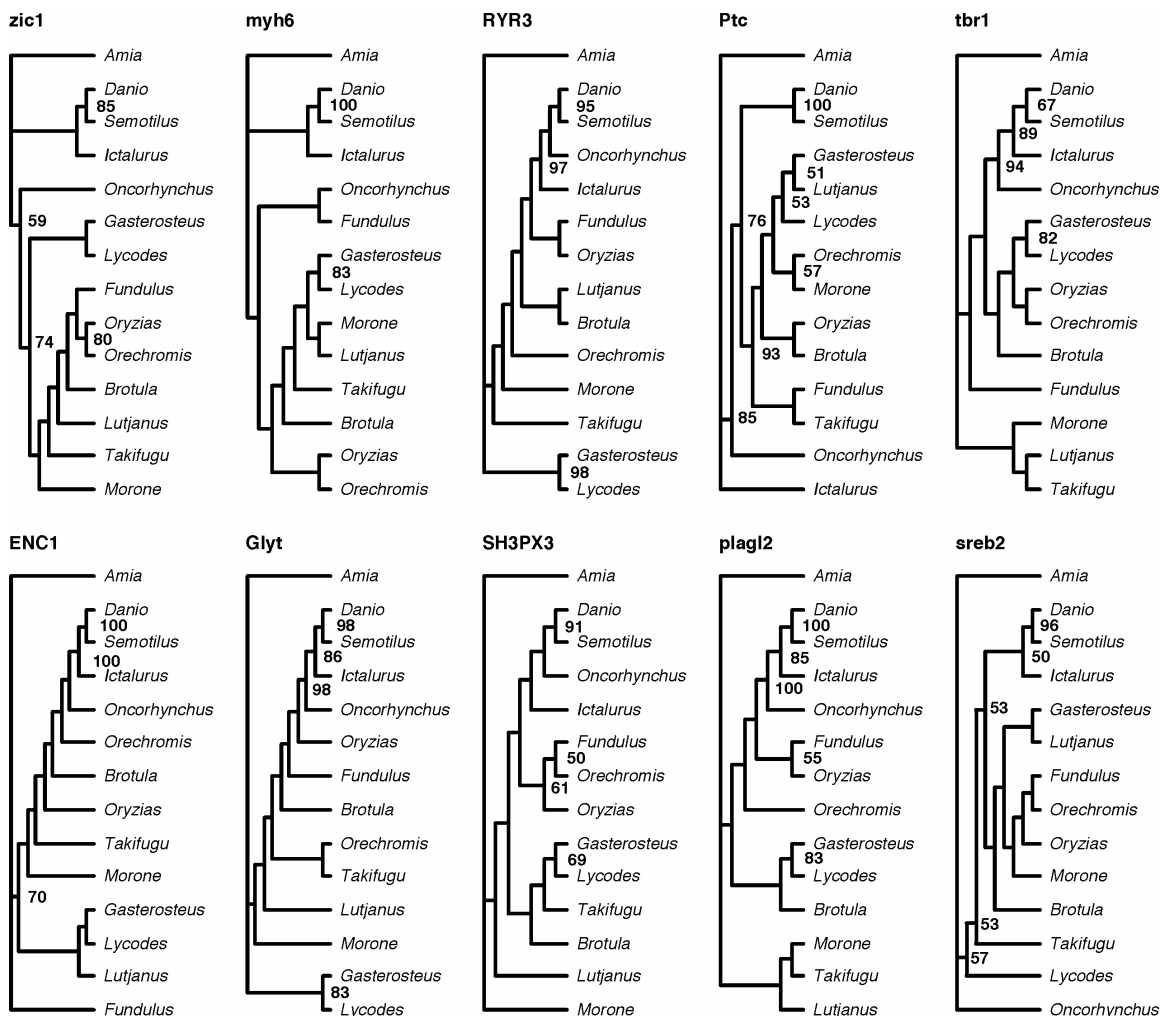 zic1
Amia
Danio
85
Semotilus
Ictalurus
Oncorhynchus
59
Gasterosteus
Lycodes
Fundulus
Oryzias
74
80
Orechromis
Brotula
Lutjanus
Takifugu
Morone
myh6
Amia
Danio
100
Semotilus
Ictalurus
Oncorhynchus
Fundulus
Gasterosteus
83
Lycodes
Morone
Lutjanus
Takifugu
Brotula
Oryzias
Orechromis
RYR3
Amia
Danio
95
Semotilus
Oncorhynchus
97
Ictalurus
Fundulus
Oryzias
Lutjanus
Brotula
Orechromis
Morone
Takifugu
Gasterosteus
98
Lycodes
Ptc
Amia
Danio
100
Semotilus
Gasterosteus
51
Lutjanus
53
76
Lycodes
Orechromis
57
Morone
Oryzias
93
Brotula
Fundulus
85
Takifugu
Oncorhynchus
Ictalurus
tbr1
Amia
Danio
67
Semotilus
89
Ictalurus
94
Oncorhynchus
Gasterosteus
82
Lycodes
Oryzias
Orechromis
Brotula
Fundulus
Morone
Lutjanus
Takifugu
ENC1
Amia
Danio
100
Semotilus
100
Ictalurus
Oncorhynchus
Orechromis
Brotula
Oryzias
Takifugu
Morone
70
Gasterosteus
Lycodes
Lutjanus
Fundulus
Glyt
Amia
Danio
98
Semotilus
86
Ictalurus
98
Oncorhynchus
Oryzias
Fundulus
Brotula
Orechromis
Takifugu
Lutjanus
Morone
Gasterosteus
83
Lycodes
SH3PX3
Amia
Danio
91
Semotilus
Oncorhynchus
Ictalurus
Fundulus
50
Orechromis
61
Oryzias
Gasterosteus
69
Lycodes
Takifugu
Brotula
Lutjanus
Morone
plagl2
Amia
Danio
100
Semotilus
85
Ictalurus
100
Oncorhynchus
Fundulus
55
Oryzias
Orechromis
Gasterosteus
83
Lycodes
Brotula
Morone
Takifugu
Lutjanus
sreb2
Amia
Danio
96
Semotilus
50
Ictalurus
53
Gasterosteus
Lutjanus
Fundulus
Orechromis
Oryzias
Morone
Brotula
53
Takifugu
57
Lycodes
Oncorhynchus